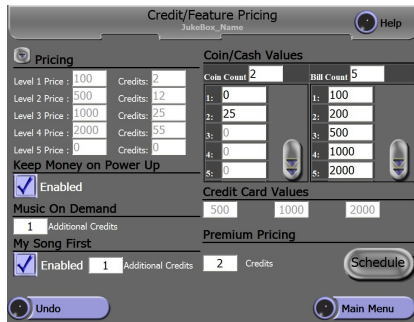 Credit/Feature Pricing
JukeBox_Name
Help
Pricing
Level 1 Price : 100 Credits: 2
Level 2 Price : 500 Credits: 12
Level 3 Price : 1000 Credits: 25
Level 4 Price : 2000 Credits: 55
Level 5 Price : 0 Credits: 0
Keep Money on Power Up
Enabled
Music On Demand
1 Additional Credits
My Song First
Enabled 1 Additional Credits
Coin/Cash Values
Coin Count 2 Bill Count 5
1: 0 1: 100
2: 25 2: 200
3: 0 3: 500
4: 0 4: 1000
5: 0 5: 2000
Credit Card Values
500 1000 2000
Premium Pricing
2 Credits
Schedule
Undo
Main Menu